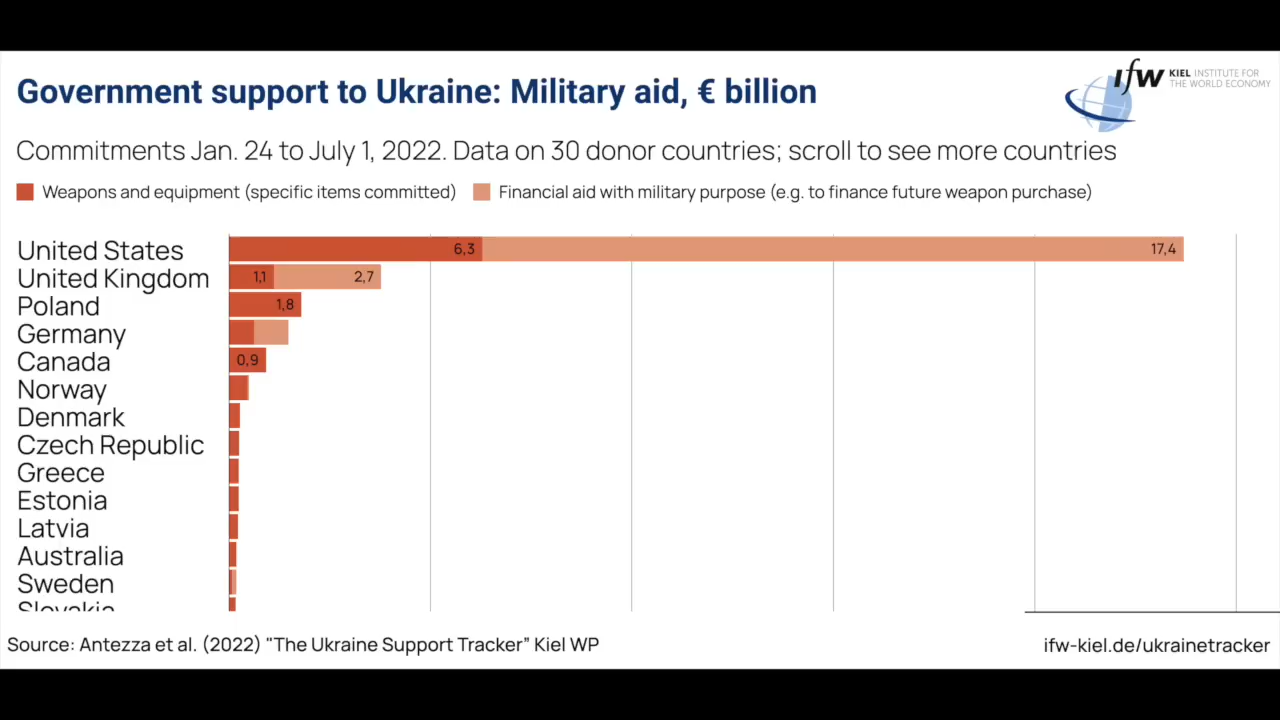 Government support to Ukraine: Military aid, € billion
ifw KIEL INSTITUTE FOR
THE WORLD ECONOMY
Commitments Jan. 24 to July 1, 2022. Data on 30 donor countries; scroll to see more countries
Weapons and equipment (specific items committed) Financial aid with military purpose (e.g. to finance future weapon purchase)
United States 6,3 17,4
United Kingdom 1,1 2,7
Poland 1,8
Germany
Canada 0,9
Norway
Denmark
Czech Republic
Greece
Estonia
Latvia
Australia
Sweden
Slovakia
Source: Antezza et al. (2022) "The Ukraine Support Tracker” Kiel WP
ifw-kiel.de/ukrainetracker